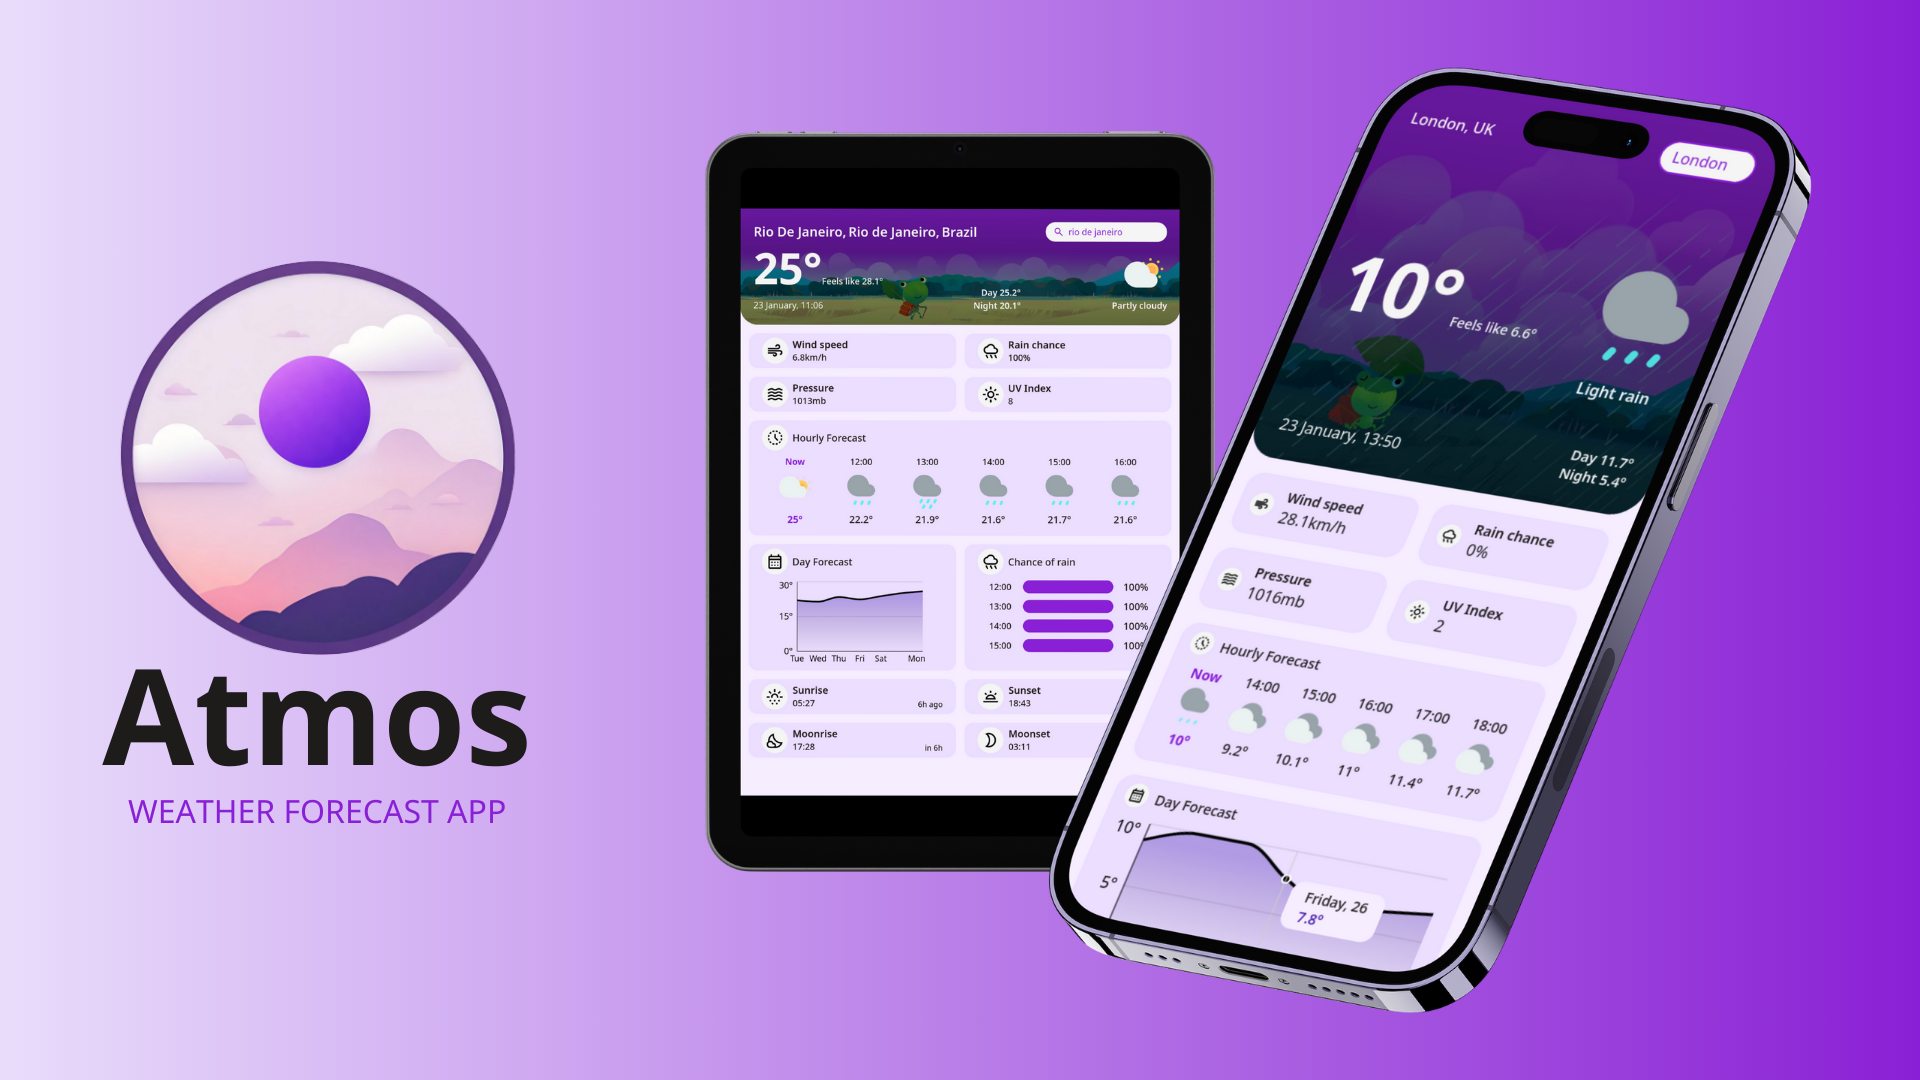 Atmos
WEATHER FORECAST APP
Rio De Janeiro, Rio de Janeiro, Brazil
rio de janeiro
25°
Feels like 28.1°
23 January, 11:06
Day 25.2°
Night 20.1°
Partly cloudy
Wind speed
6.8km/h
Rain chance
100%
Pressure
1013mb
UV Index
8
Hourly Forecast
Now 12:00 13:00 14:00 15:00 16:00
25° 22.2° 21.9° 21.6° 21.7° 21.6°
Day Forecast
30°
15°
0°
Tue Wed Thu Fri Sat Mon
Chance of rain
12:00 100%
13:00 100%
14:00 100%
15:00 100%
Sunrise
05:27
6h ago
Sunset
18:43
Moonrise
17:28
in 6h
Moonset
03:11
London, UK
London
10°
Feels like 6.6°
Light rain
23 January, 13:50
Day 11.7°
Night 5.4°
Wind speed
28.1km/h
Rain chance
0%
Pressure
1016mb
UV Index
2
Hourly Forecast
Now 14:00 15:00 16:00 17:00 18:00
10° 9.2° 10.1° 11° 11.4° 11.7°
Day Forecast
10°
5°
Friday, 26
7.8°